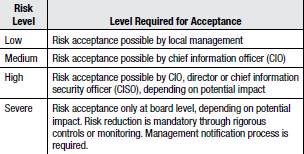 Risk
Level Level Required for Acceptance
Low Risk acceptance possible by local management
Medium Risk acceptance possible by chief information officer (CIO)
High Risk acceptance possible by CIO, director or chief information
security officer (CISO), depending on potential impact
Severe Risk acceptance only at board level, depending on potential
impact. Risk reduction is mandatory through rigorous
controls or monitoring. Management notification process is
required.